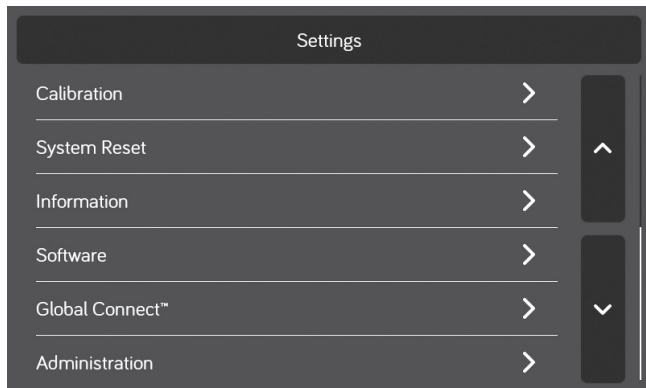 Settings
Calibration
System Reset
Information
Software
Global Connect™
Administration